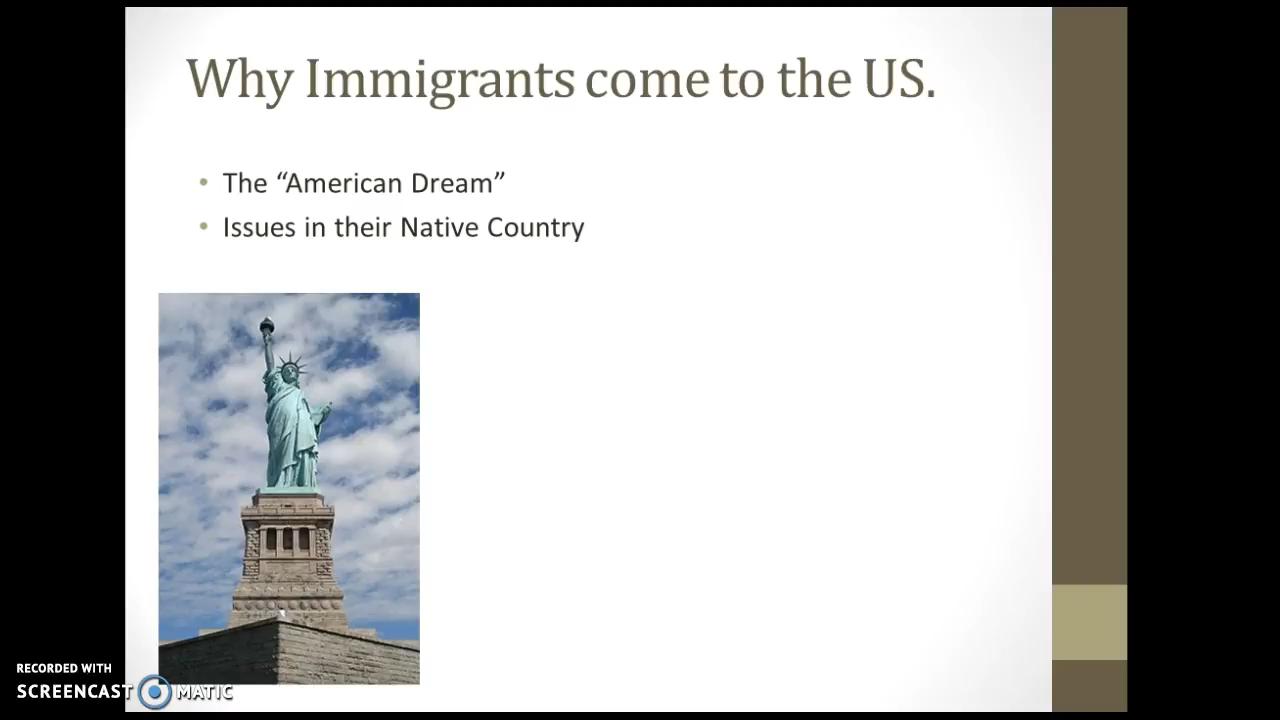 Why Immigrants come to the US.
• The “American Dream”
• Issues in their Native Country
RECORDED WITH
SCREENCAST MATIC